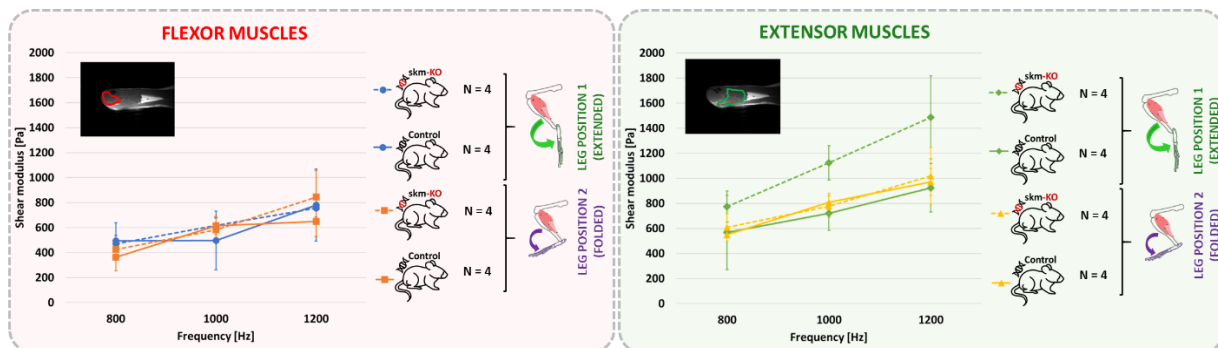 FLEXOR MUSCLES
Shear modulus [Pa]
2000
1800
1600
1400
1200
1000
800
600
400
200
0
800 1000 1200
Frequency [Hz]
skm-KO
N = 4
Control
N = 4
skm-KO
N = 4
Control
N = 4
LEG POSITION 1
(EXTENDED)
LEG POSITION 2
(FOLDED)
EXTENSOR MUSCLES
Shear modulus [Pa]
2000
1800
1600
1400
1200
1000
800
600
400
200
0
800 1000 1200
Frequency [Hz]
skm-KO
N = 4
Control
N = 4
skm-KO
N = 4
Control
N = 4
LEG POSITION 1
(EXTENDED)
LEG POSITION 2
(FOLDED)